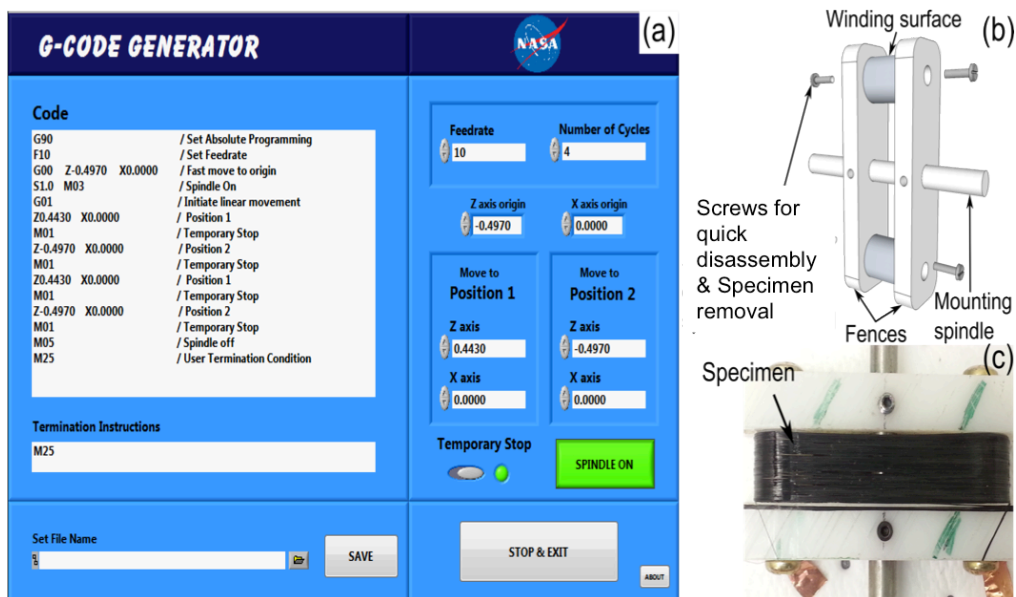 G-CODE GENERATOR
NASA
(a)
Code
G90 / Set Absolute Programming
F10 / Set Feedrate
G00 Z-0.4970 X0.0000 / Fast move to origin
S1.0 M03 / Spindle On
G01 / Initiate linear movement
Z0.4430 X0.0000 / Position 1
M01 / Temporary Stop
Z-0.4970 X0.0000 / Position 2
M01 / Temporary Stop
Z0.4430 X0.0000 / Position 1
M01 / Temporary Stop
Z-0.4970 X0.0000 / Position 2
M01 / Temporary Stop
M05 / Spindle off
M25 / User Termination Condition
Termination Instructions
M25
Set File Name
SAVE
Feedrate
10
Number of Cycles
4
Z axis origin
-0.4970
X axis origin
0.0000
Move to
Position 1
Z axis
0.4430
X axis
0.0000
Move to
Position 2
Z axis
-0.4970
X axis
0.0000
Temporary Stop
SPINDLE ON
STOP & EXIT
ABOUT
Winding surface
(b)
Screws for
quick
disassembly
& Specimen
removal
Fences
Mounting
spindle
(c)
Specimen